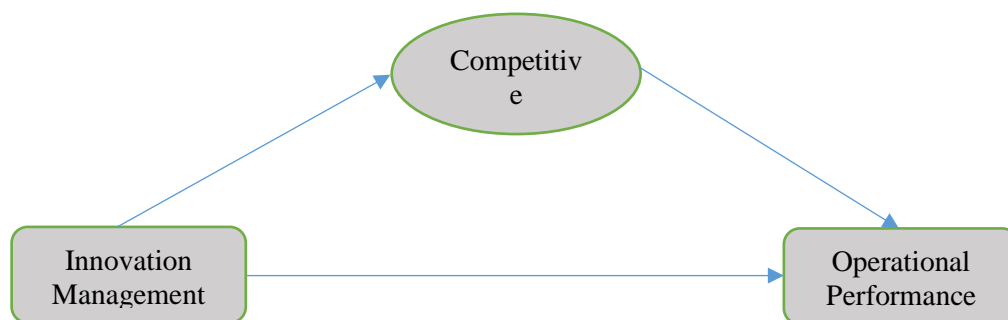 Competitiv
e
Innovation
Management
Operational
Performance